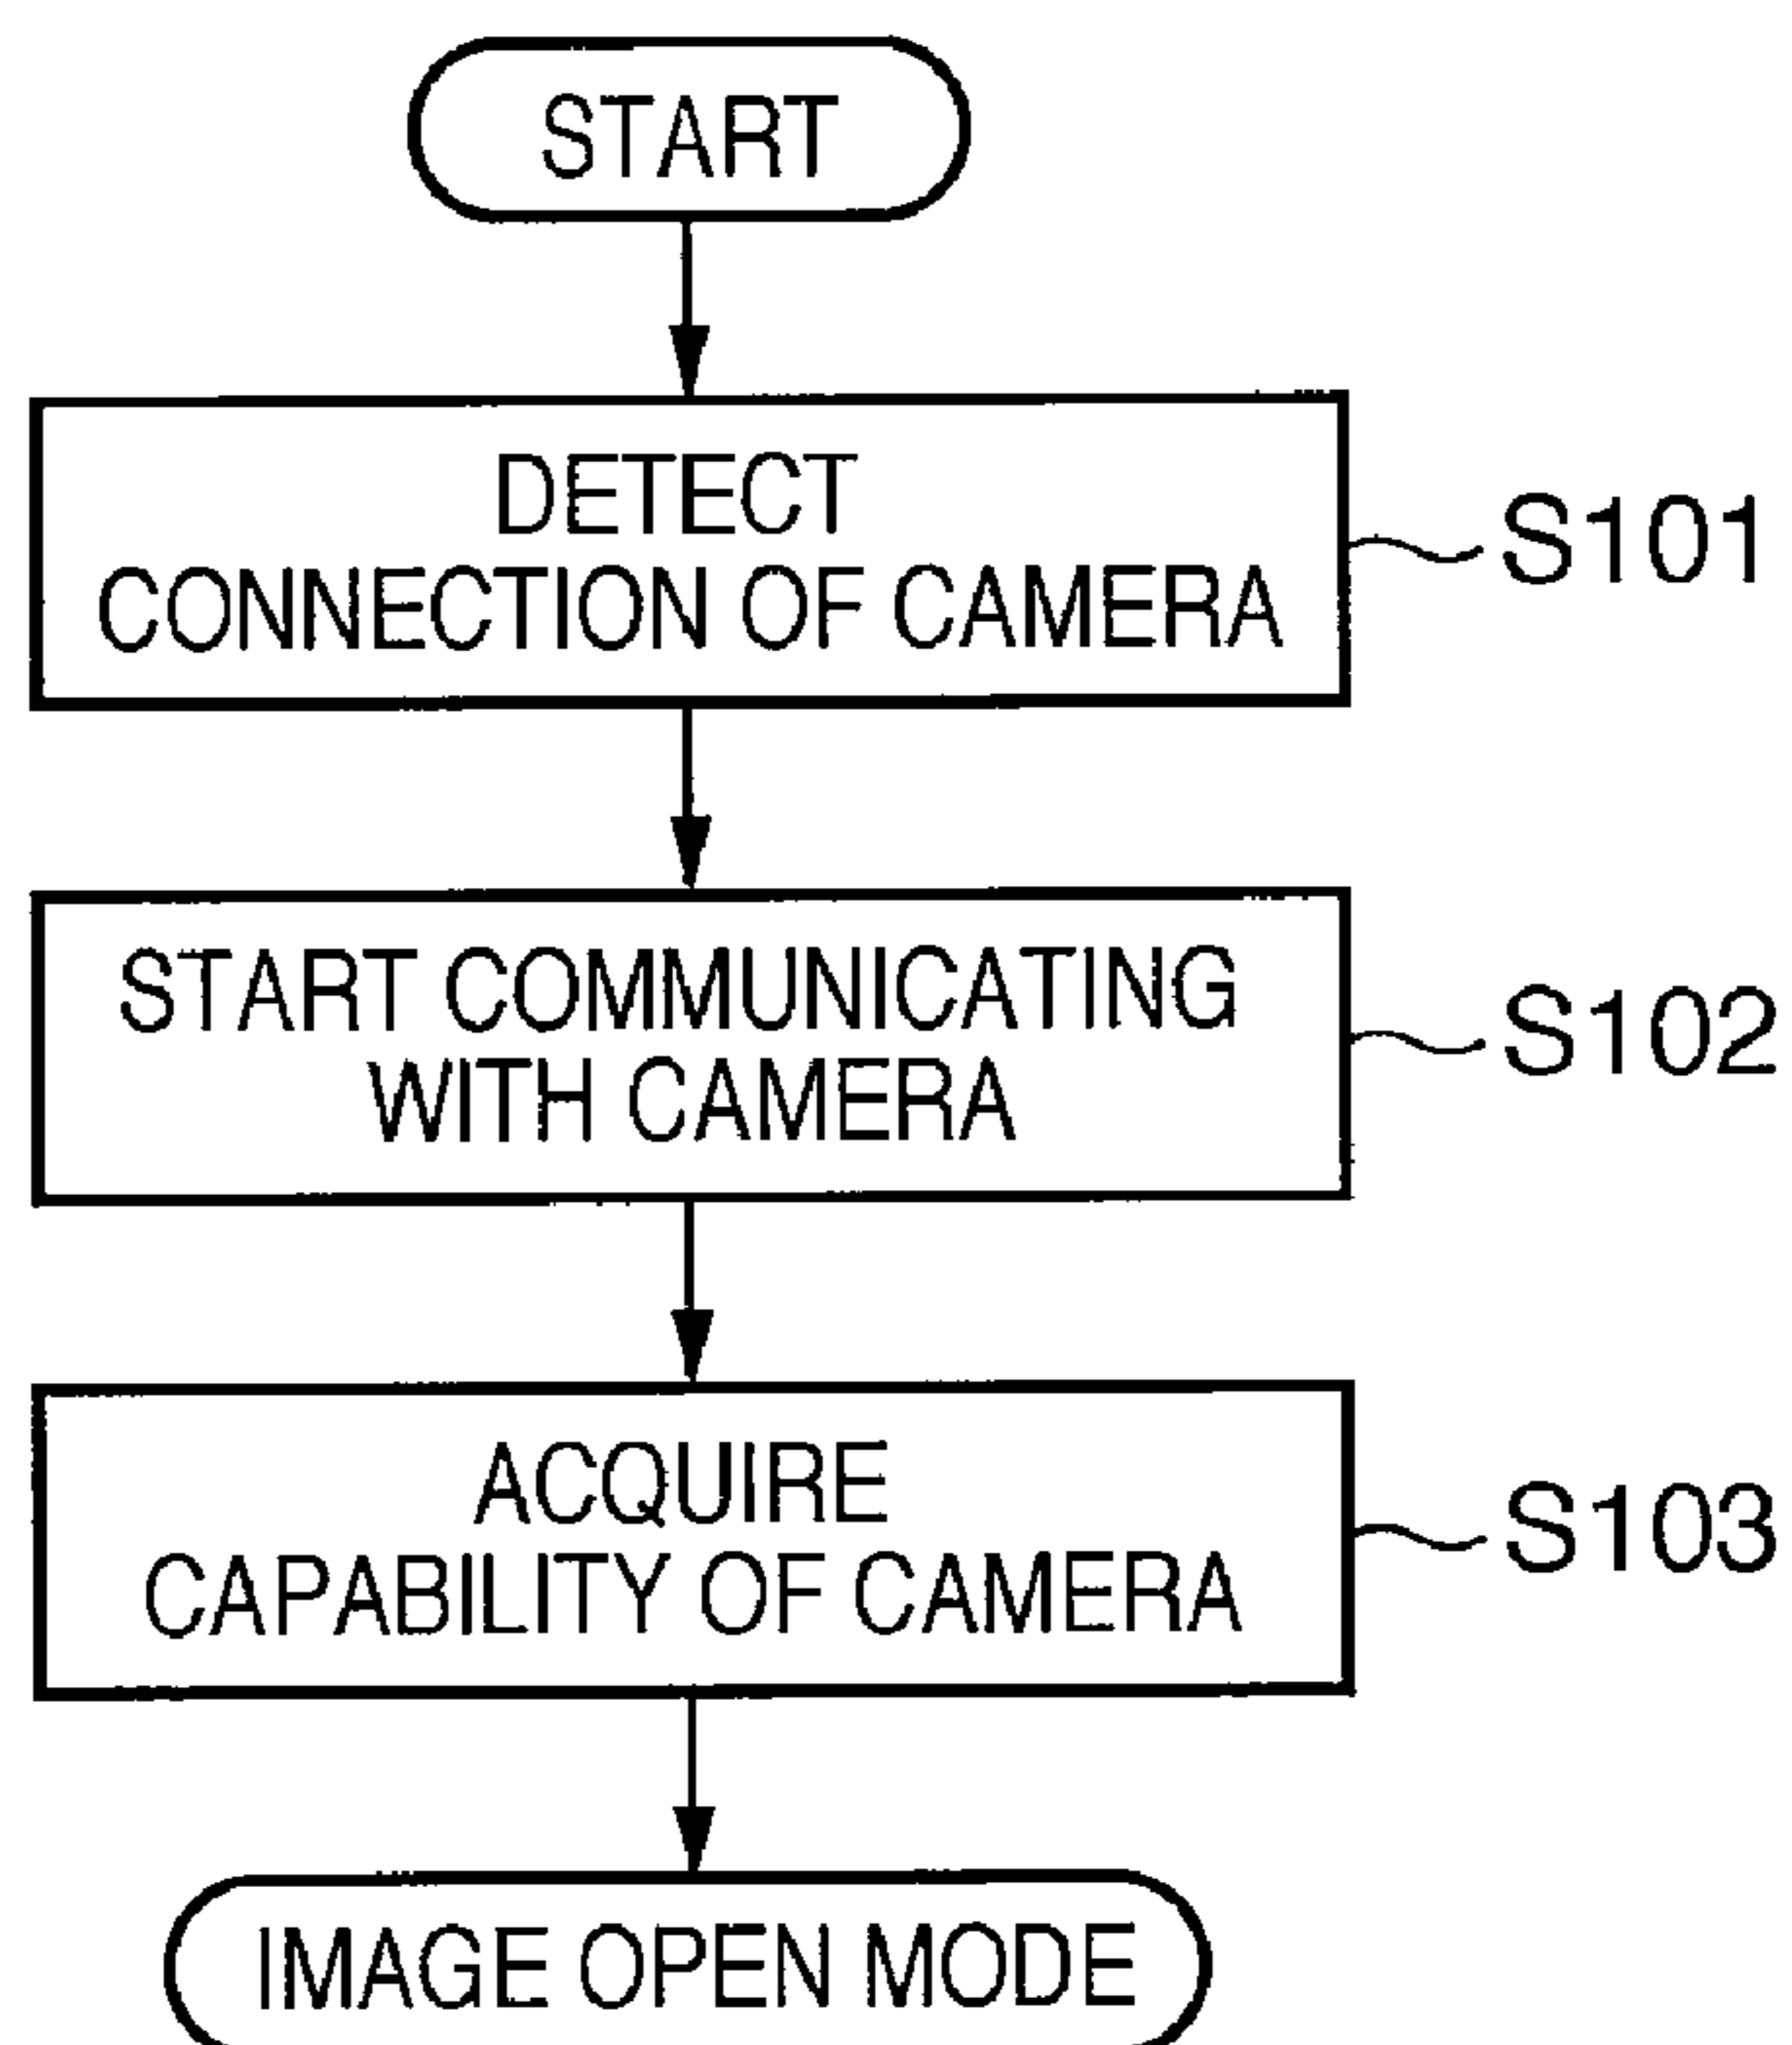 START
DETECT
CONNECTION OF CAMERA
S101
START COMMUNICATING
WITH CAMERA
S102
ACQUIRE
CAPABILITY OF CAMERA
S103
IMAGE OPEN MODE